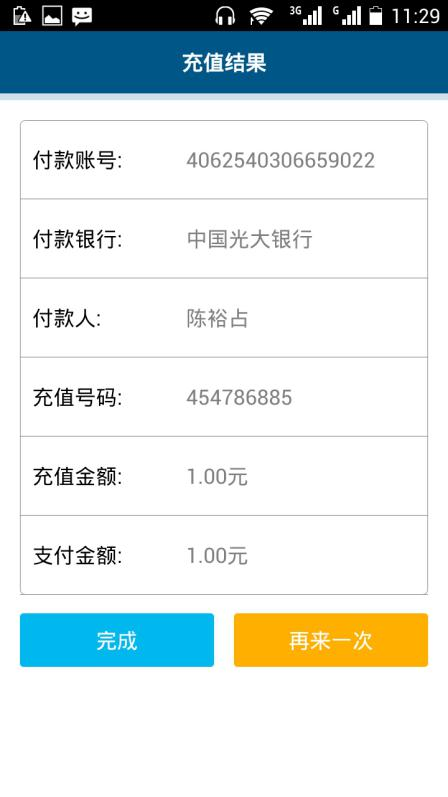 3G G 11:29
充值结果
付款账号: 4062540306659022
付款银行: 中国光大银行
付款人: 陈裕占
充值号码: 454786885
充值金额: 1.00元
支付金额: 1.00元
完成 再来一次